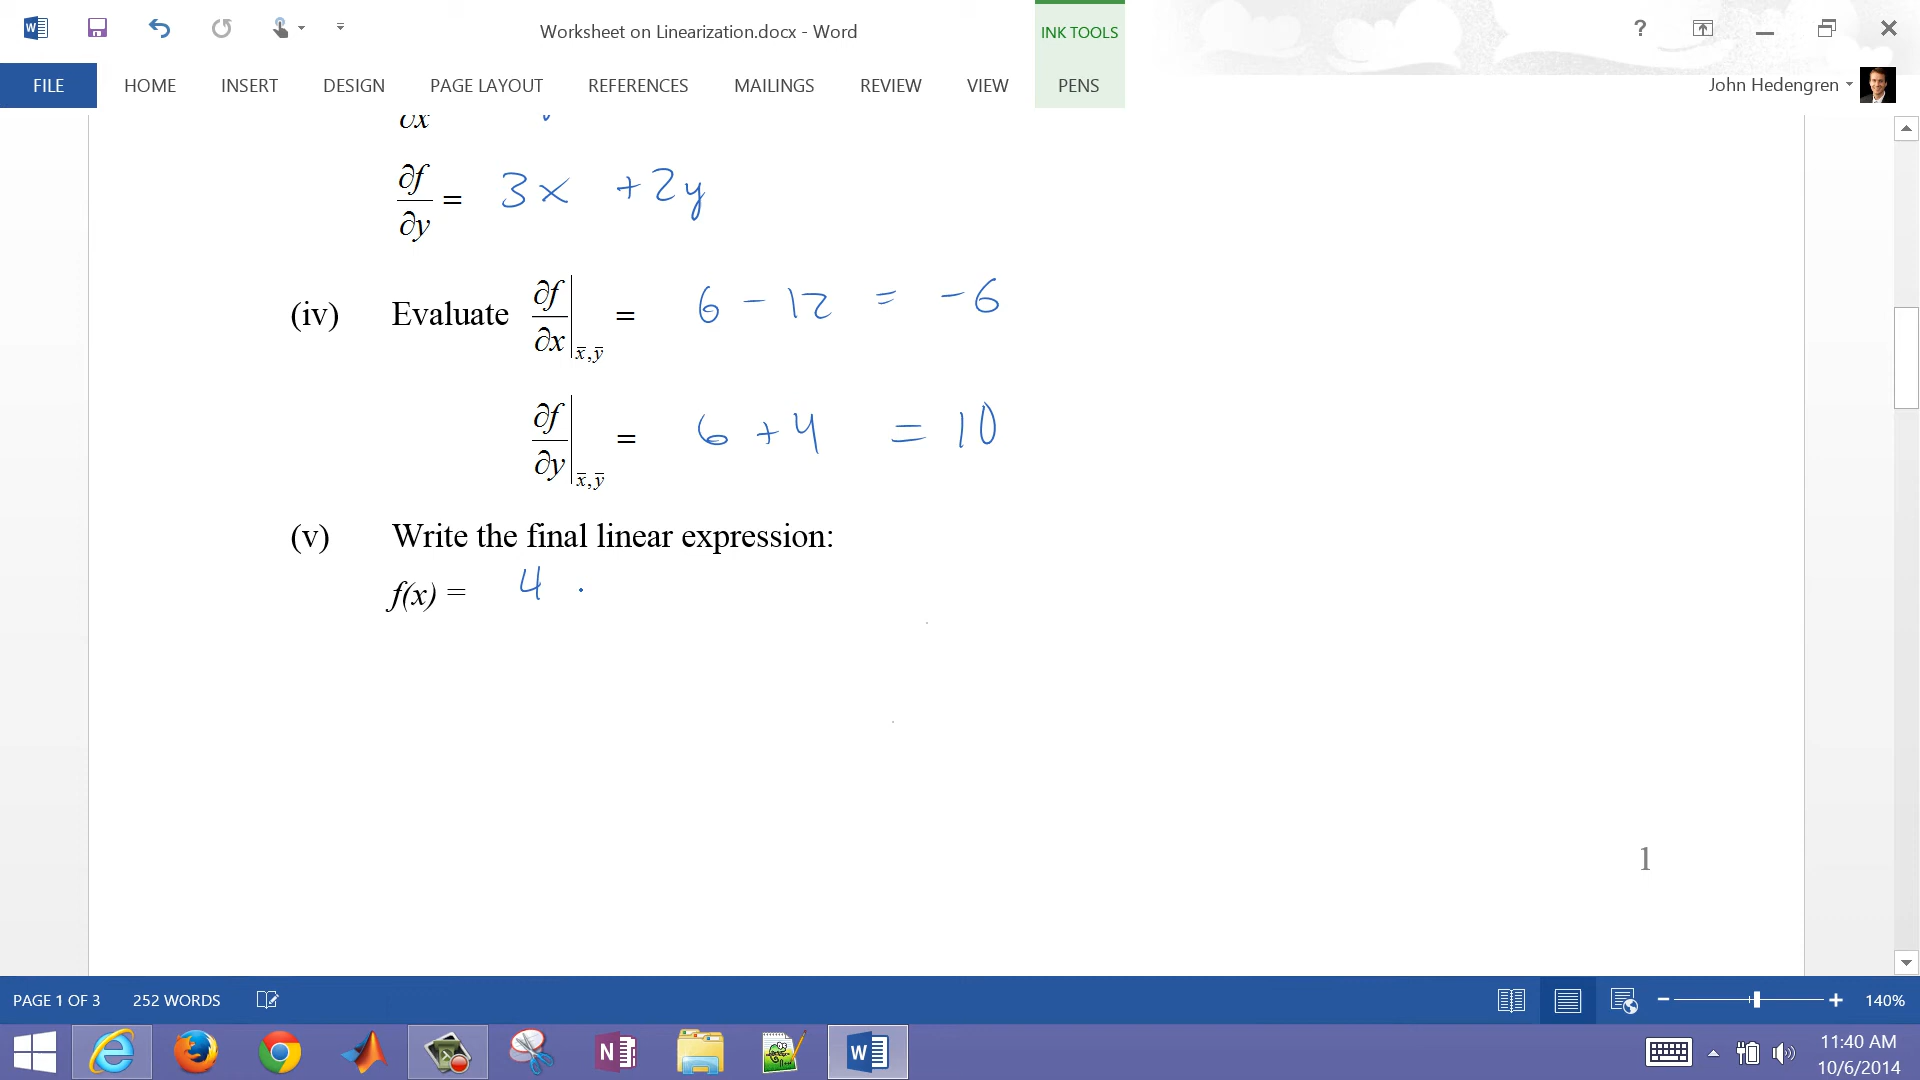 Worksheet on Linearization.docx - Word
INK TOOLS
?
FILE HOME INSERT DESIGN PAGE LAYOUT REFERENCES MAILINGS REVIEW VIEW PENS
John Hedengren
∂x
∂f/∂y = 3x + 2y
(iv) Evaluate ∂f/∂x|x̄,ȳ = 6 - 12 = -6
∂f/∂y|x̄,ȳ = 6 + 4 = 10
(v) Write the final linear expression:
f(x) = 4
1
PAGE 1 OF 3 252 WORDS 140%
11:40 AM
10/6/2014